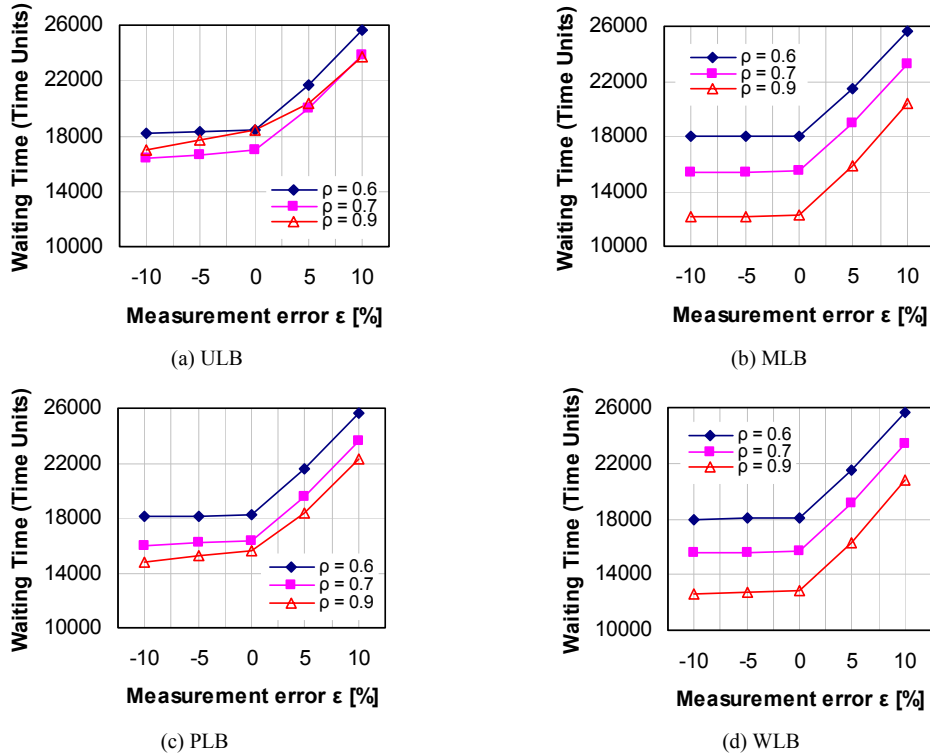 Waiting Time (Time Units)
26000
22000
18000
14000
10000
ρ = 0.6
ρ = 0.7
ρ = 0.9
-10 -5 0 5 10
Measurement error ε [%]
(a) ULB
Waiting Time (Time Units)
26000
22000
18000
14000
10000
ρ = 0.6
ρ = 0.7
ρ = 0.9
-10 -5 0 5 10
Measurement error ε [%]
(b) MLB
Waiting Time (Time Units)
26000
22000
18000
14000
10000
ρ = 0.6
ρ = 0.7
ρ = 0.9
-10 -5 0 5 10
Measurement error ε [%]
(c) PLB
Waiting Time (Time Units)
26000
22000
18000
14000
10000
ρ = 0.6
ρ = 0.7
ρ = 0.9
-10 -5 0 5 10
Measurement error ε [%]
(d) WLB